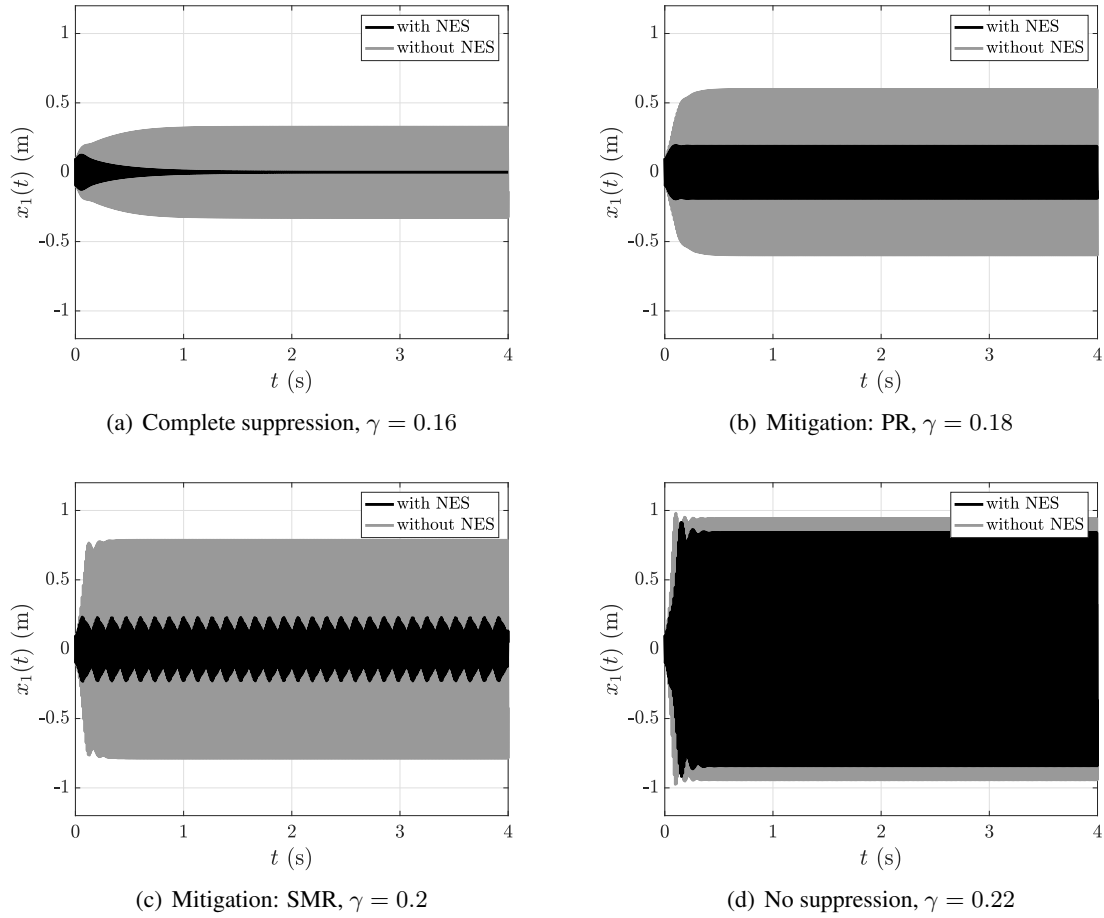 1
0.5
0
-0.5
-1
x₁(t) (m)
0 1 2 3 4
t (s)
with NES
without NES
(a) Complete suppression, γ = 0.16
1
0.5
0
-0.5
-1
x₁(t) (m)
0 1 2 3 4
t (s)
with NES
without NES
(b) Mitigation: PR, γ = 0.18
1
0.5
0
-0.5
-1
x₁(t) (m)
0 1 2 3 4
t (s)
with NES
without NES
(c) Mitigation: SMR, γ = 0.2
1
0.5
0
-0.5
-1
x₁(t) (m)
0 1 2 3 4
t (s)
with NES
without NES
(d) No suppression, γ = 0.22